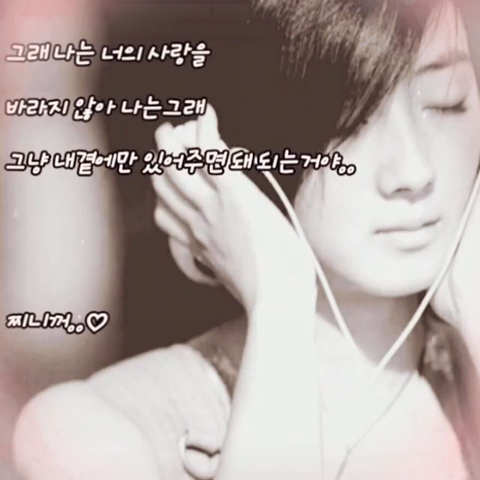 그래 나는 너의 사랑을
바라지 않아 나는그래
그냥 내곁에만 있어주면 돼되는거야..
찌니꺼..♡